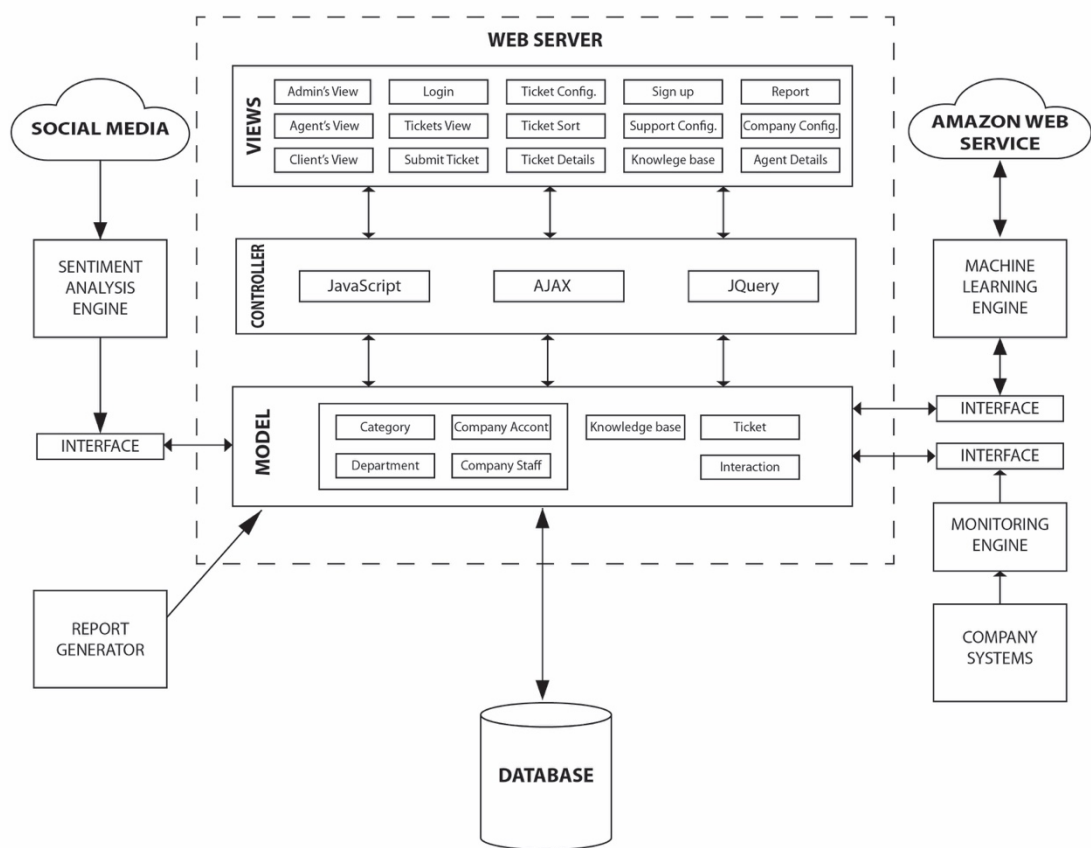 WEB SERVER
VIEWS
Admin's View
Login
Ticket Config.
Sign up
Report
Agent's View
Tickets View
Ticket Sort
Support Config.
Company Config.
Client's View
Submit Ticket
Ticket Details
Knowlege base
Agent Details
SOCIAL MEDIA
AMAZON WEB
SERVICE
SENTIMENT
ANALYSIS
ENGINE
CONTROLLER
JavaScript
AJAX
JQuery
MACHINE
LEARNING
ENGINE
INTERFACE
MODEL
Category
Company Accont
Knowledge base
Ticket
Department
Company Staff
Interaction
INTERFACE
INTERFACE
MONITORING
ENGINE
REPORT
GENERATOR
COMPANY
SYSTEMS
DATABASE